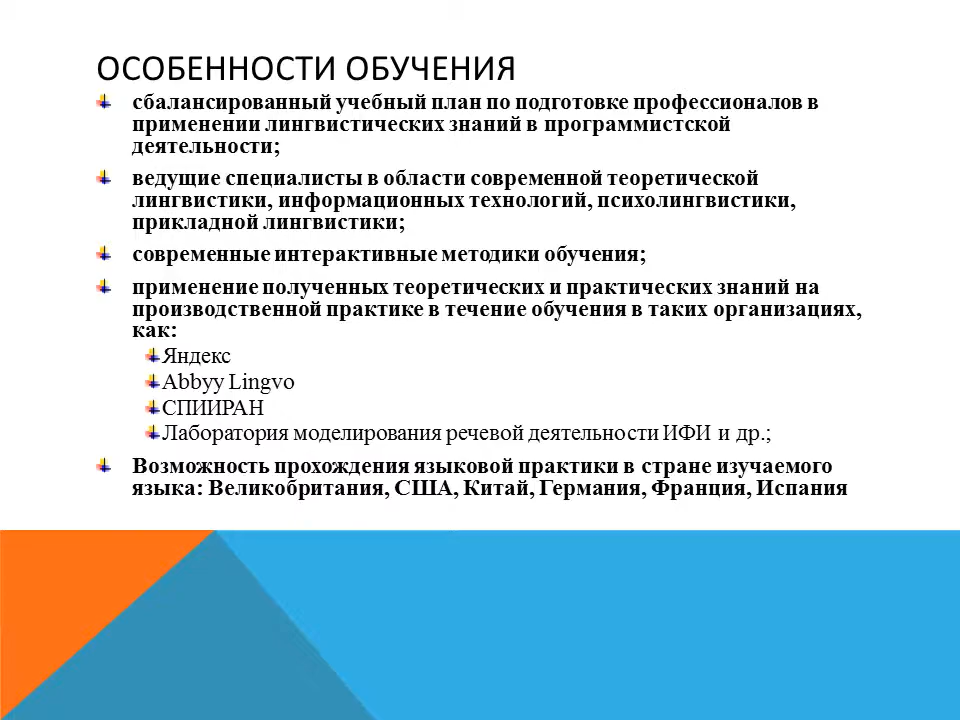 ОСОБЕННОСТИ ОБУЧЕНИЯ
сбалансированный учебный план по подготовке профессионалов в
применении лингвистических знаний в программистской
деятельности;
ведущие специалисты в области современной теоретической
лингвистики, информационных технологий, психолингвистики,
прикладной лингвистики;
современные интерактивные методики обучения;
применение полученных теоретических и практических знаний на
производственной практике в течение обучения в таких организациях,
как:
Яндекс
Abbyy Lingvo
СПИИРАН
Лаборатория моделирования речевой деятельности ИФИ и др.;
Возможность прохождения языковой практики в стране изучаемого
языка: Великобритания, США, Китай, Германия, Франция, Испания